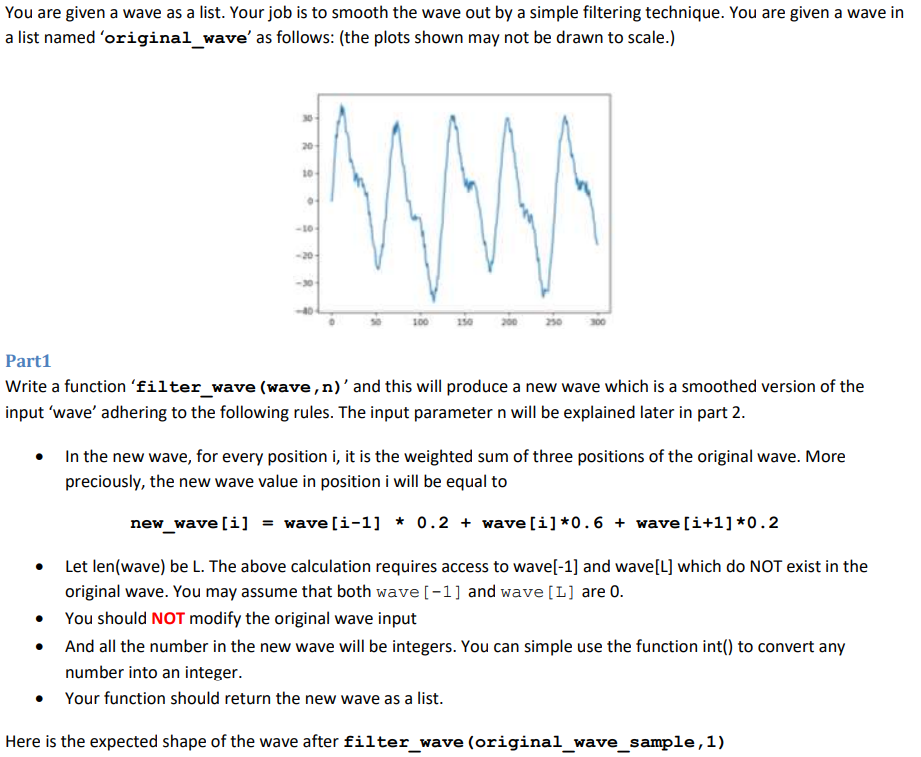 You are given a wave as a list. Your job is to smooth the wave out by a simple filtering technique. You are given a wave in
a list named ‘original_wave’ as follows: (the plots shown may not be drawn to scale.)
30
20
10
0
-10
-20
-30
-40
0 50 100 150 200 250 300
Part1
Write a function ‘filter_wave(wave,n)’ and this will produce a new wave which is a smoothed version of the
input ‘wave’ adhering to the following rules. The input parameter n will be explained later in part 2.
• In the new wave, for every position i, it is the weighted sum of three positions of the original wave. More
preciously, the new wave value in position i will be equal to
new_wave[i] = wave[i-1] * 0.2 + wave[i]*0.6 + wave[i+1]*0.2
• Let len(wave) be L. The above calculation requires access to wave[-1] and wave[L] which do NOT exist in the
original wave. You may assume that both wave[-1] and wave[L] are 0.
• You should NOT modify the original wave input
• And all the number in the new wave will be integers. You can simple use the function int() to convert any
number into an integer.
• Your function should return the new wave as a list.
Here is the expected shape of the wave after filter_wave(original_wave_sample,1)